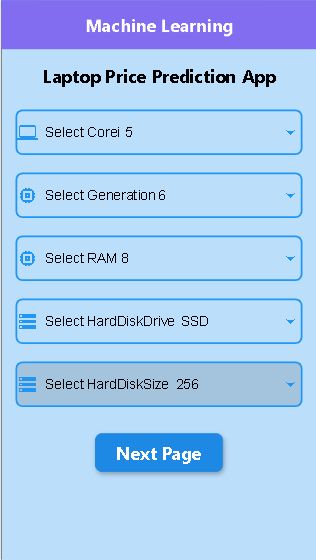 Machine Learning
Laptop Price Prediction App
Select Corei 5
Select Generation 6
Select RAM 8
Select HardDiskDrive SSD
Select HardDiskSize 256
Next Page